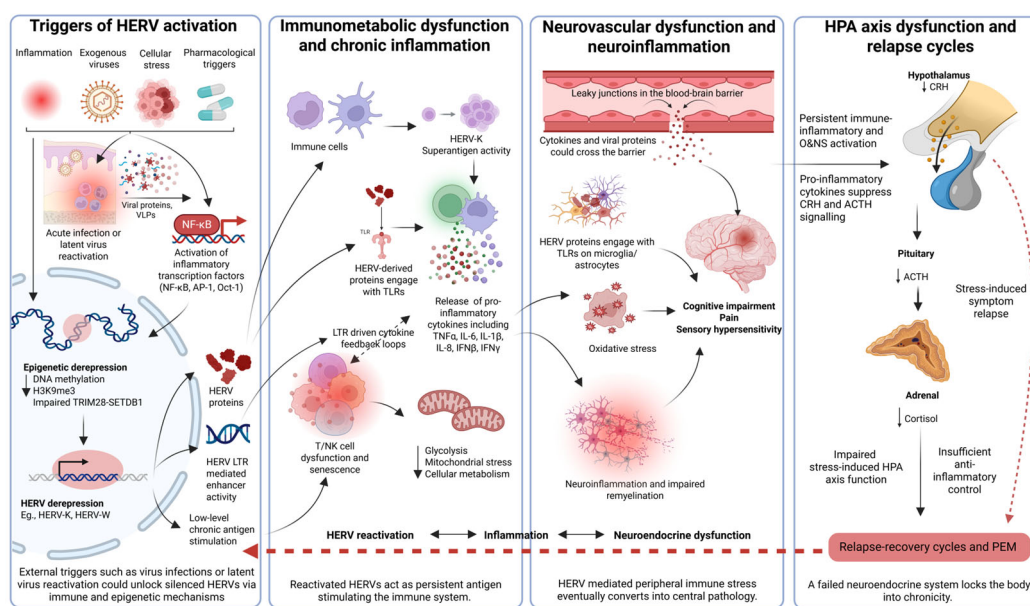 Triggers of HERV activation
Inflammation
Exogenous
viruses
Cellular
stress
Pharmacological
triggers
Acute infection or
latent virus
reactivation
Viral proteins,
VLPs
NF-κB
Activation of
inflammatory
transcription factors
(NF-κB, AP-1, Oct-1)
Epigenetic derepression
DNA methylation
H3K9me3
Impaired TRIM28-SETDB1
HERV
proteins
HERV LTR
mediated
enhancer
activity
HERV derepression
Eg., HERV-K, HERV-W
Low-level
chronic antigen
stimulation
External triggers such as virus infections or latent
virus reactivation could unlock silenced HERVs via
immune and epigenetic mechanisms
Immunometabolic dysfunction
and chronic inflammation
Immune cells
HERV-K
Superantigen activity
TLR
HERV-derived
proteins engage
with TLRs
Release of pro-
inflammatory
cytokines including
TNFα, IL-6, IL-1β,
IL-8, IFNβ, IFNγ
LTR driven cytokine
feedback loops
T/NK cell
dysfunction and
senescence
Glycolysis
Mitochondrial stress
Cellular metabolism
HERV reactivation
Inflammation
Neuroendocrine dysfunction
Reactivated HERVs act as persistent antigen
stimulating the immune system.
Neurovascular dysfunction and
neuroinflammation
Leaky junctions in the blood-brain barrier
Cytokines and viral proteins
could cross the barrier
HERV proteins engage with
TLRs on microglia/
astrocytes
Cognitive impairment
Pain
Sensory hypersensitivity
Oxidative stress
Neuroinflammation and impaired
remyelination
HERV mediated peripheral immune stress
eventually converts into central pathology.
HPA axis dysfunction and
relapse cycles
Hypothalamus
CRH
Persistent immune-
inflammatory and
O&NS activation
Pro-inflammatory
cytokines suppress
CRH and ACTH
signalling
Pituitary
ACTH
Stress-induced
symptom
relapse
Adrenal
Cortisol
Impaired
stress-induced HPA
axis function
Insufficient
anti-
inflammatory
control
Relapse-recovery cycles and PEM
A failed neuroendocrine system locks the body
into chronicity.